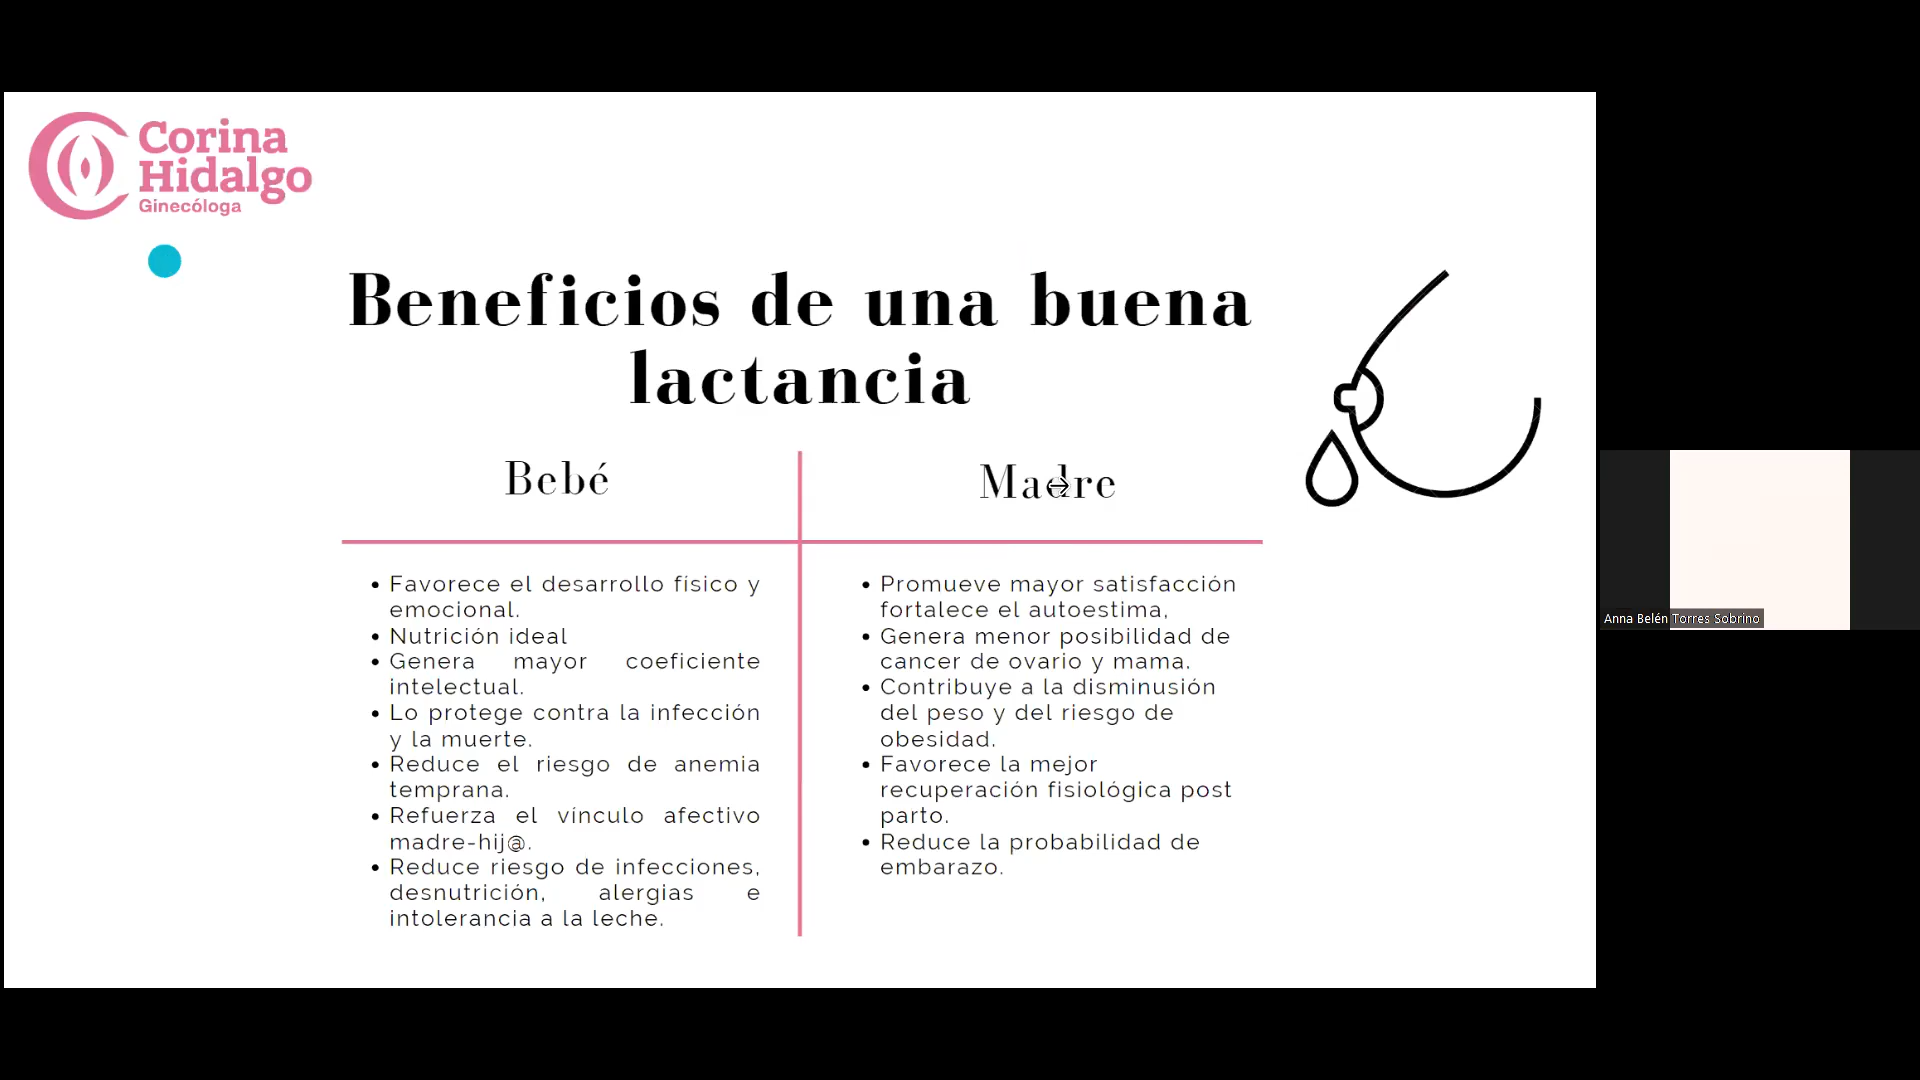 Corina
Hidalgo
Ginecóloga
Beneficios de una buena
lactancia
Bebé
Madre
• Favorece el desarrollo físico y
emocional.
• Nutrición ideal
• Genera mayor coeficiente
intelectual.
• Lo protege contra la infección
y la muerte.
• Reduce el riesgo de anemia
temprana.
• Refuerza el vínculo afectivo
madre-hij@.
• Reduce riesgo de infecciones,
desnutrición, alergias e
intolerancia a la leche.
• Promueve mayor satisfacción
fortalece el autoestima,
• Genera menor posibilidad de
cancer de ovario y mama.
• Contribuye a la disminusión
del peso y del riesgo de
obesidad.
• Favorece la mejor
recuperación fisiológica post
parto.
• Reduce la probabilidad de
embarazo.
Anna Belén Torres Sobrino